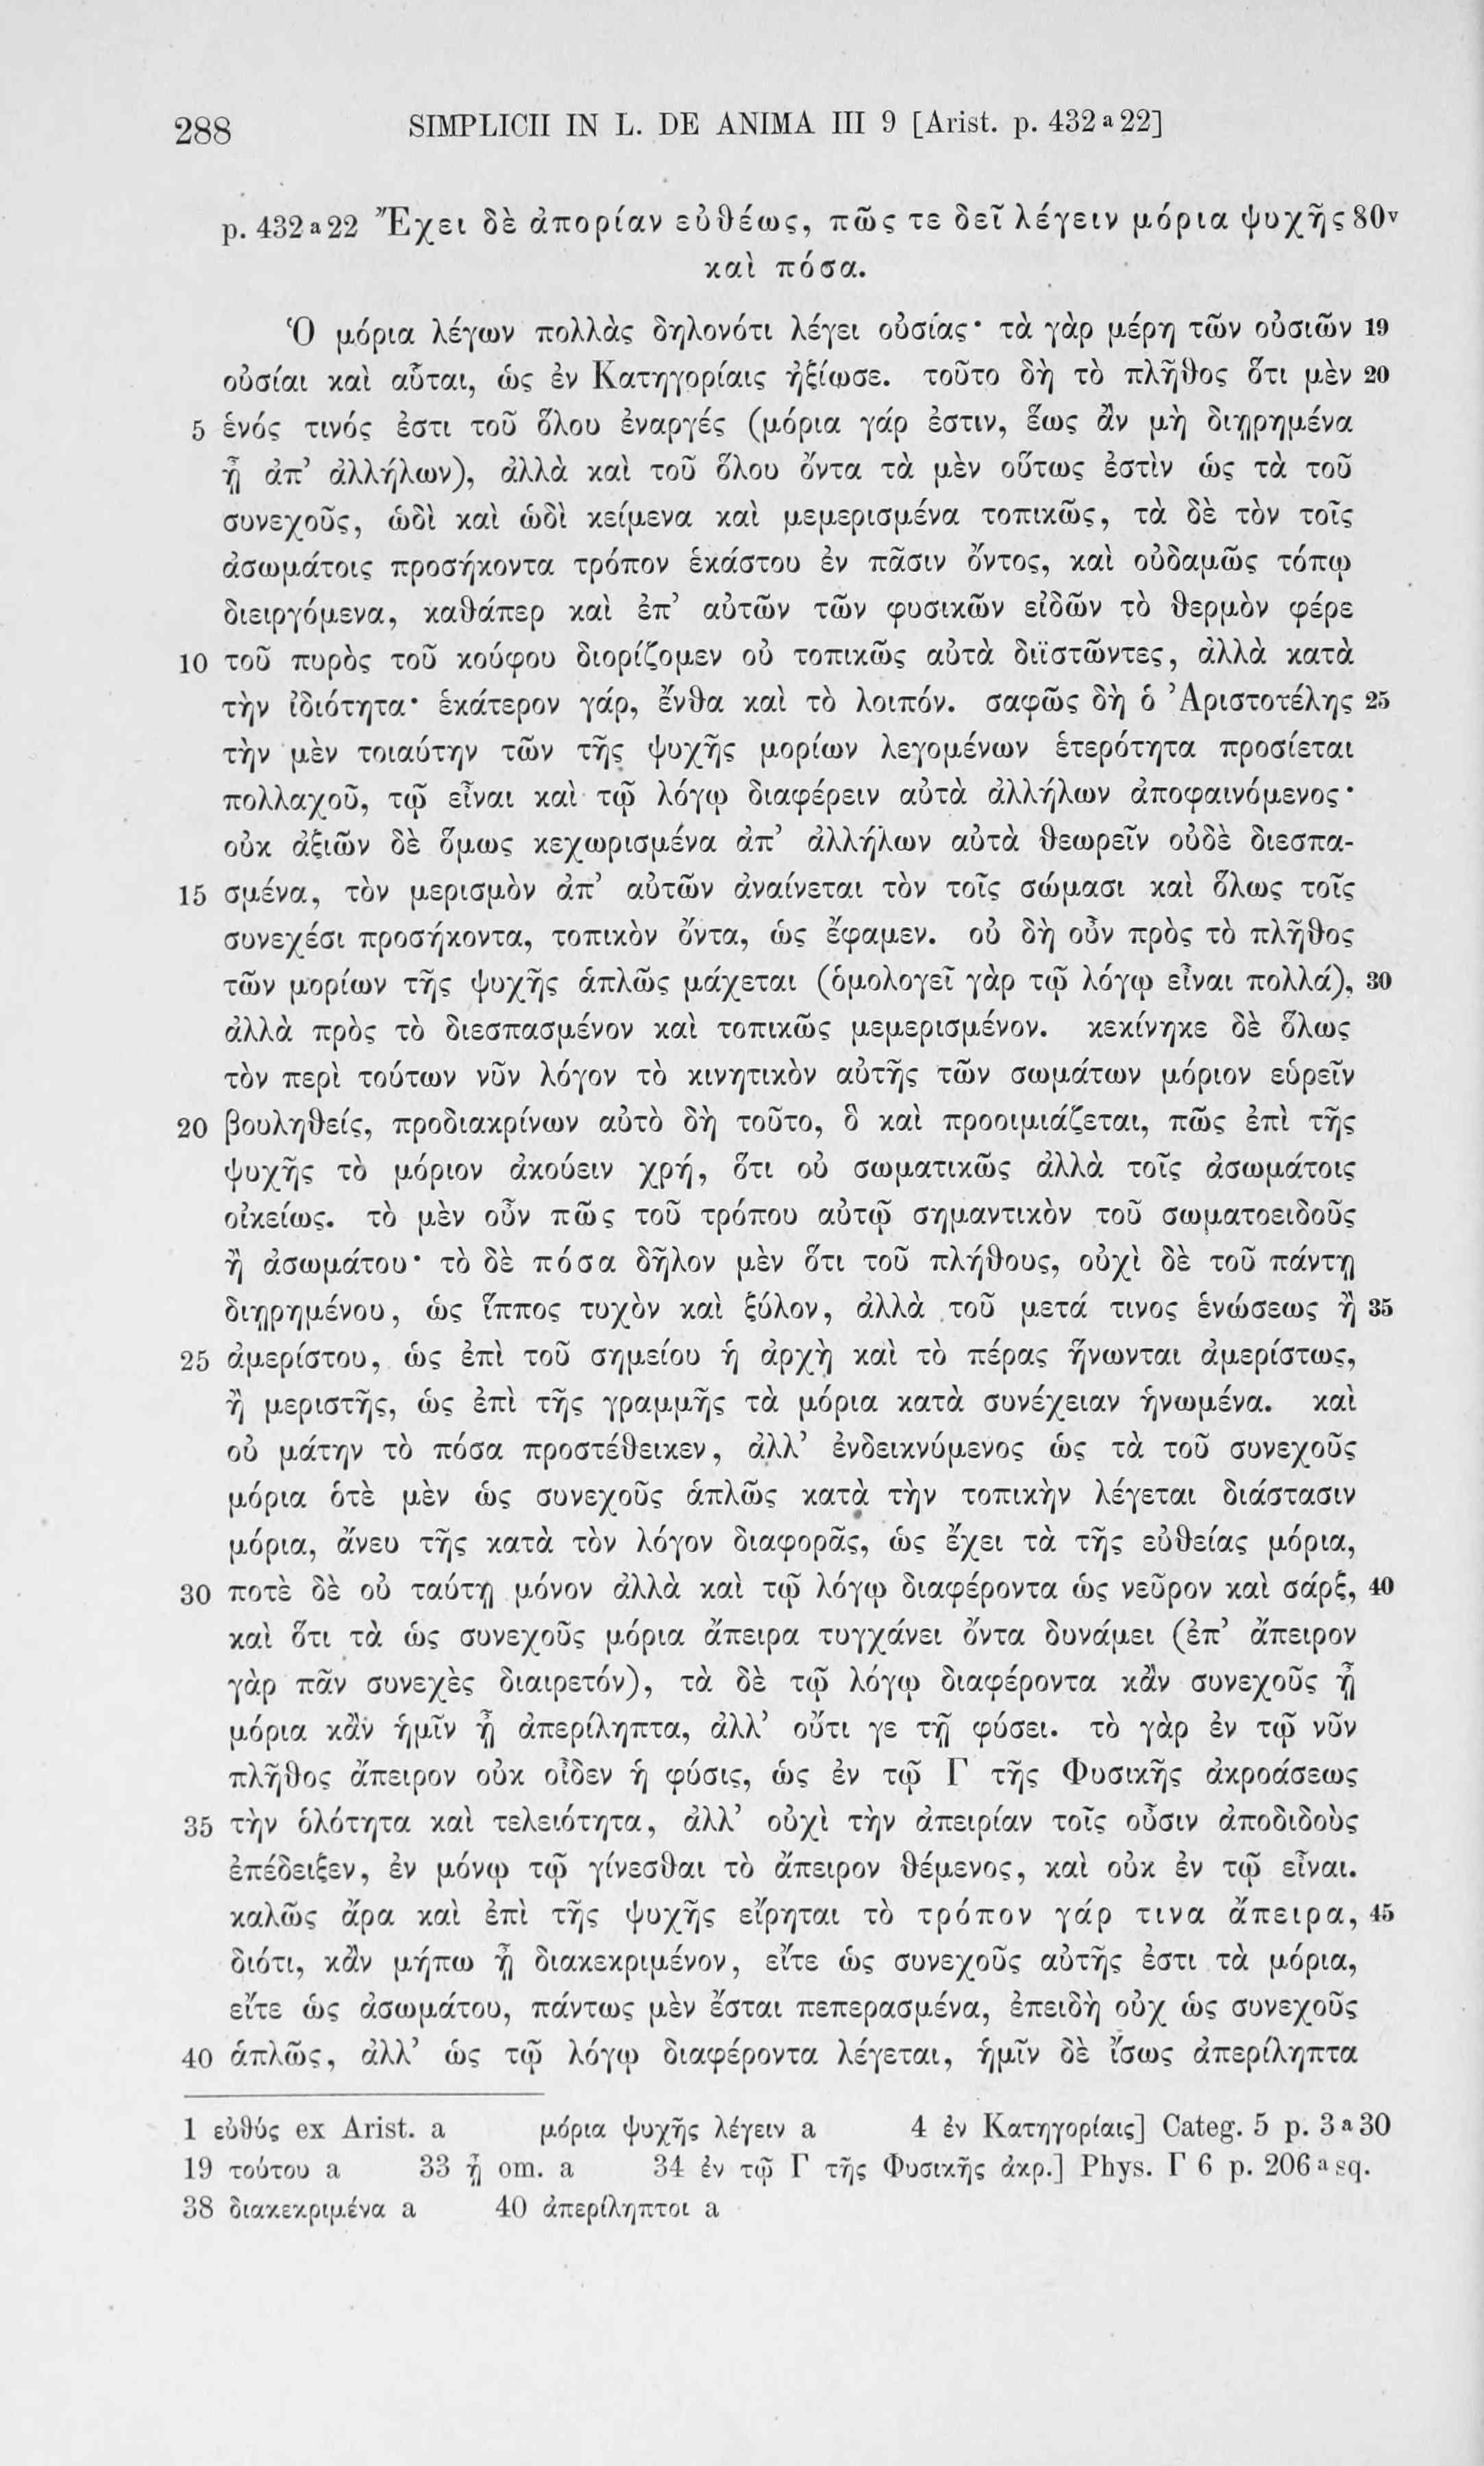 288 SIMPLICII IN L. DE ANIMA III 9 [Arist. p. 432 a 22]
p. 432 a 22 Ἔχει δὲ ἀπορίαν εὐθέως, πῶς τε δεῖ λέγειν μόρια ψυχῆς 80v
καὶ πόσα.
Ὁ μόρια λέγων πολλὰς δηλονότι λέγει οὐσίας· τὰ γὰρ μέρη τῶν οὐσιῶν 19
οὐσίαι καὶ αὗται, ὡς ἐν Κατηγορίαις ἠξίωσε. τοῦτο δὴ τὸ πλῆθος ὅτι μὲν 20
5 ἑνός τινός ἐστι τοῦ ὅλου ἐναργές (μόρια γάρ ἐστιν, ἕως ἂν μὴ διῃρημένα
ᾖ ἀπ’ ἀλλήλων), ἀλλὰ καὶ τοῦ ὅλου ὄντα τὰ μὲν οὕτως ἐστὶν ὡς τὰ τοῦ
συνεχοῦς, ὡδὶ καὶ ὡδὶ κείμενα καὶ μεμερισμένα τοπικῶς, τὰ δὲ τὸν τοῖς
ἀσωμάτοις προσήκοντα τρόπον ἑκάστου ἐν πᾶσιν ὄντος, καὶ οὐδαμῶς τόπῳ
διειργόμενα, καθάπερ καὶ ἐπ’ αὐτῶν τῶν φυσικῶν εἰδῶν τὸ θερμὸν φέρε
10 τοῦ πυρὸς τοῦ κούφου διορίζομεν οὐ τοπικῶς αὐτὰ διϊστῶντες, ἀλλὰ κατὰ
τὴν ἰδιότητα· ἑκάτερον γάρ, ἔνθα καὶ τὸ λοιπόν. σαφῶς δὴ ὁ Ἀριστοτέλης 25
τὴν μὲν τοιαύτην τῶν τῆς ψυχῆς μορίων λεγομένων ἑτερότητα προσίεται
πολλαχοῦ, τῷ εἶναι καὶ τῷ λόγῳ διαφέρειν αὐτὰ ἀλλήλων ἀποφαινόμενος·
οὐκ ἀξιῶν δὲ ὅμως κεχωρισμένα ἀπ’ ἀλλήλων αὐτὰ θεωρεῖν οὐδὲ διεσπα-
15 σμένα, τὸν μερισμὸν ἀπ’ αὐτῶν ἀναίνεται τὸν τοῖς σώμασι καὶ ὅλως τοῖς
συνεχέσι προσήκοντα, τοπικὸν ὄντα, ὡς ἔφαμεν. οὐ δὴ οὖν πρὸς τὸ πλῆθος
τῶν μορίων τῆς ψυχῆς ἁπλῶς μάχεται (ὁμολογεῖ γὰρ τῷ λόγῳ εἶναι πολλά), 30
ἀλλὰ πρὸς τὸ διεσπασμένον καὶ τοπικῶς μεμερισμένον. κεκίνηκε δὲ ὅλως
τὸν περὶ τούτων νῦν λόγον τὸ κινητικὸν αὐτῆς τῶν σωμάτων μόριον εὑρεῖν
20 βουληθείς, προδιακρίνων αὐτὸ δὴ τοῦτο, ὃ καὶ προοιμιάζεται, πῶς ἐπὶ τῆς
ψυχῆς τὸ μόριον ἀκούειν χρή, ὅτι οὐ σωματικῶς ἀλλὰ τοῖς ἀσωμάτοις
οἰκείως. τὸ μὲν οὖν πῶς τοῦ τρόπου αὐτῷ σημαντικὸν τοῦ σωματοειδοῦς
ἢ ἀσωμάτου· τὸ δὲ πόσα δῆλον μὲν ὅτι τοῦ πλήθους, οὐχὶ δὲ τοῦ πάντῃ
διῃρημένου, ὡς ἵππος τυχὸν καὶ ξύλον, ἀλλὰ τοῦ μετά τινος ἑνώσεως ἢ 35
25 ἀμερίστου, ὡς ἐπὶ τοῦ σημείου ἡ ἀρχὴ καὶ τὸ πέρας ἥνωνται ἀμερίστως,
ἢ μεριστῆς, ὡς ἐπὶ τῆς γραμμῆς τὰ μόρια κατὰ συνέχειαν ἡνωμένα. καὶ
οὐ μάτην τὸ πόσα προστέθεικεν, ἀλλ’ ἐνδεικνύμενος ὡς τὰ τοῦ συνεχοῦς
μόρια ὁτὲ μὲν ὡς συνεχοῦς ἁπλῶς κατὰ τὴν τοπικὴν λέγεται διάστασιν
μόρια, ἄνευ τῆς κατὰ τὸν λόγον διαφορᾶς, ὡς ἔχει τὰ τῆς εὐθείας μόρια,
30 ποτὲ δὲ οὐ ταύτῃ μόνον ἀλλὰ καὶ τῷ λόγῳ διαφέροντα ὡς νεῦρον καὶ σάρξ, 40
καὶ ὅτι τὰ ὡς συνεχοῦς μόρια ἄπειρα τυγχάνει ὄντα δυνάμει (ἐπ’ ἄπειρον
γὰρ πᾶν συνεχὲς διαιρετόν), τὰ δὲ τῷ λόγῳ διαφέροντα κἂν συνεχοῦς ᾖ
μόρια κἂν ἡμῖν ᾖ ἀπερίληπτα, ἀλλ’ οὔτι γε τῇ φύσει. τὸ γὰρ ἐν τῷ νῦν
πλῆθος ἄπειρον οὐκ οἶδεν ἡ φύσις, ὡς ἐν τῷ Γ τῆς Φυσικῆς ἀκροάσεως
35 τὴν ὁλότητα καὶ τελειότητα, ἀλλ’ οὐχὶ τὴν ἀπειρίαν τοῖς οὖσιν ἀποδιδοὺς
ἐπέδειξεν, ἐν μόνῳ τῷ γίνεσθαι τὸ ἄπειρον θέμενος, καὶ οὐκ ἐν τῷ εἶναι.
καλῶς ἄρα καὶ ἐπὶ τῆς ψυχῆς εἴρηται τὸ τρόπον γάρ τινα ἄπειρα, 45
διότι, κἂν μήπω ᾖ διακεκριμένον, εἴτε ὡς συνεχοῦς αὐτῆς ἐστι τὰ μόρια,
εἴτε ὡς ἀσωμάτου, πάντως μὲν ἔσται πεπερασμένα, ἐπειδὴ οὐχ ὡς συνεχοῦς
40 ἁπλῶς, ἀλλ’ ὡς τῷ λόγῳ διαφέροντα λέγεται, ἡμῖν δὲ ἴσως ἀπερίληπτα
1 εὐθύς ex Arist. a μόρια ψυχῆς λέγειν a 4 ἐν Κατηγορίαις] Categ. 5 p. 3 a 30
19 τούτου a 33 ᾖ om. a 34 ἐν τῷ Γ τῆς Φυσικῆς ἀκρ.] Phys. Γ 6 p. 206 a sq.
38 διακεκριμένα a 40 ἀπερίληπτοι a